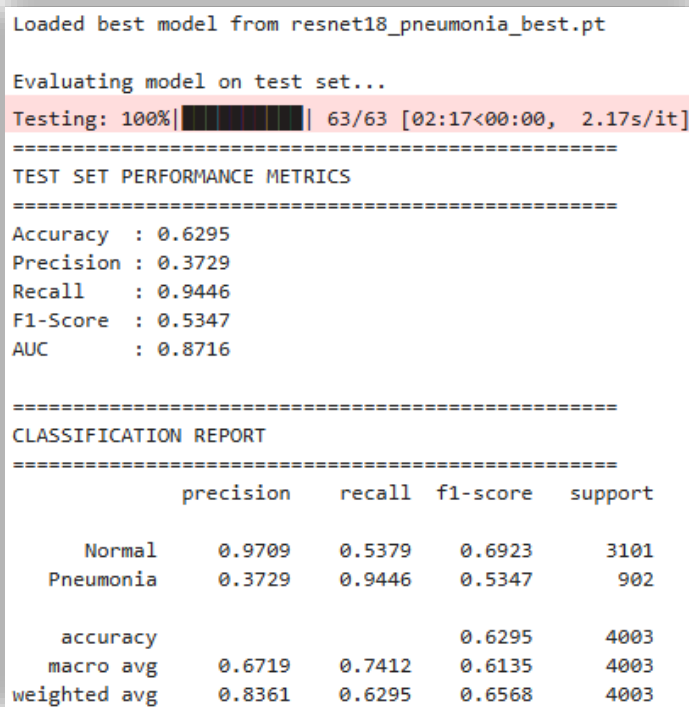 Loaded best model from resnet18_pneumonia_best.pt
Evaluating model on test set...
Testing: 100%|██████████| 63/63 [02:17<00:00,  2.17s/it]
==================================================
TEST SET PERFORMANCE METRICS
==================================================
Accuracy  : 0.6295
Precision : 0.3729
Recall    : 0.9446
F1-Score  : 0.5347
AUC       : 0.8716
==================================================
CLASSIFICATION REPORT
==================================================
              precision    recall  f1-score   support
      Normal     0.9709    0.5379    0.6923      3101
   Pneumonia     0.3729    0.9446    0.5347       902
    accuracy                         0.6295      4003
   macro avg     0.6719    0.7412    0.6135      4003
weighted avg     0.8361    0.6295    0.6568      4003